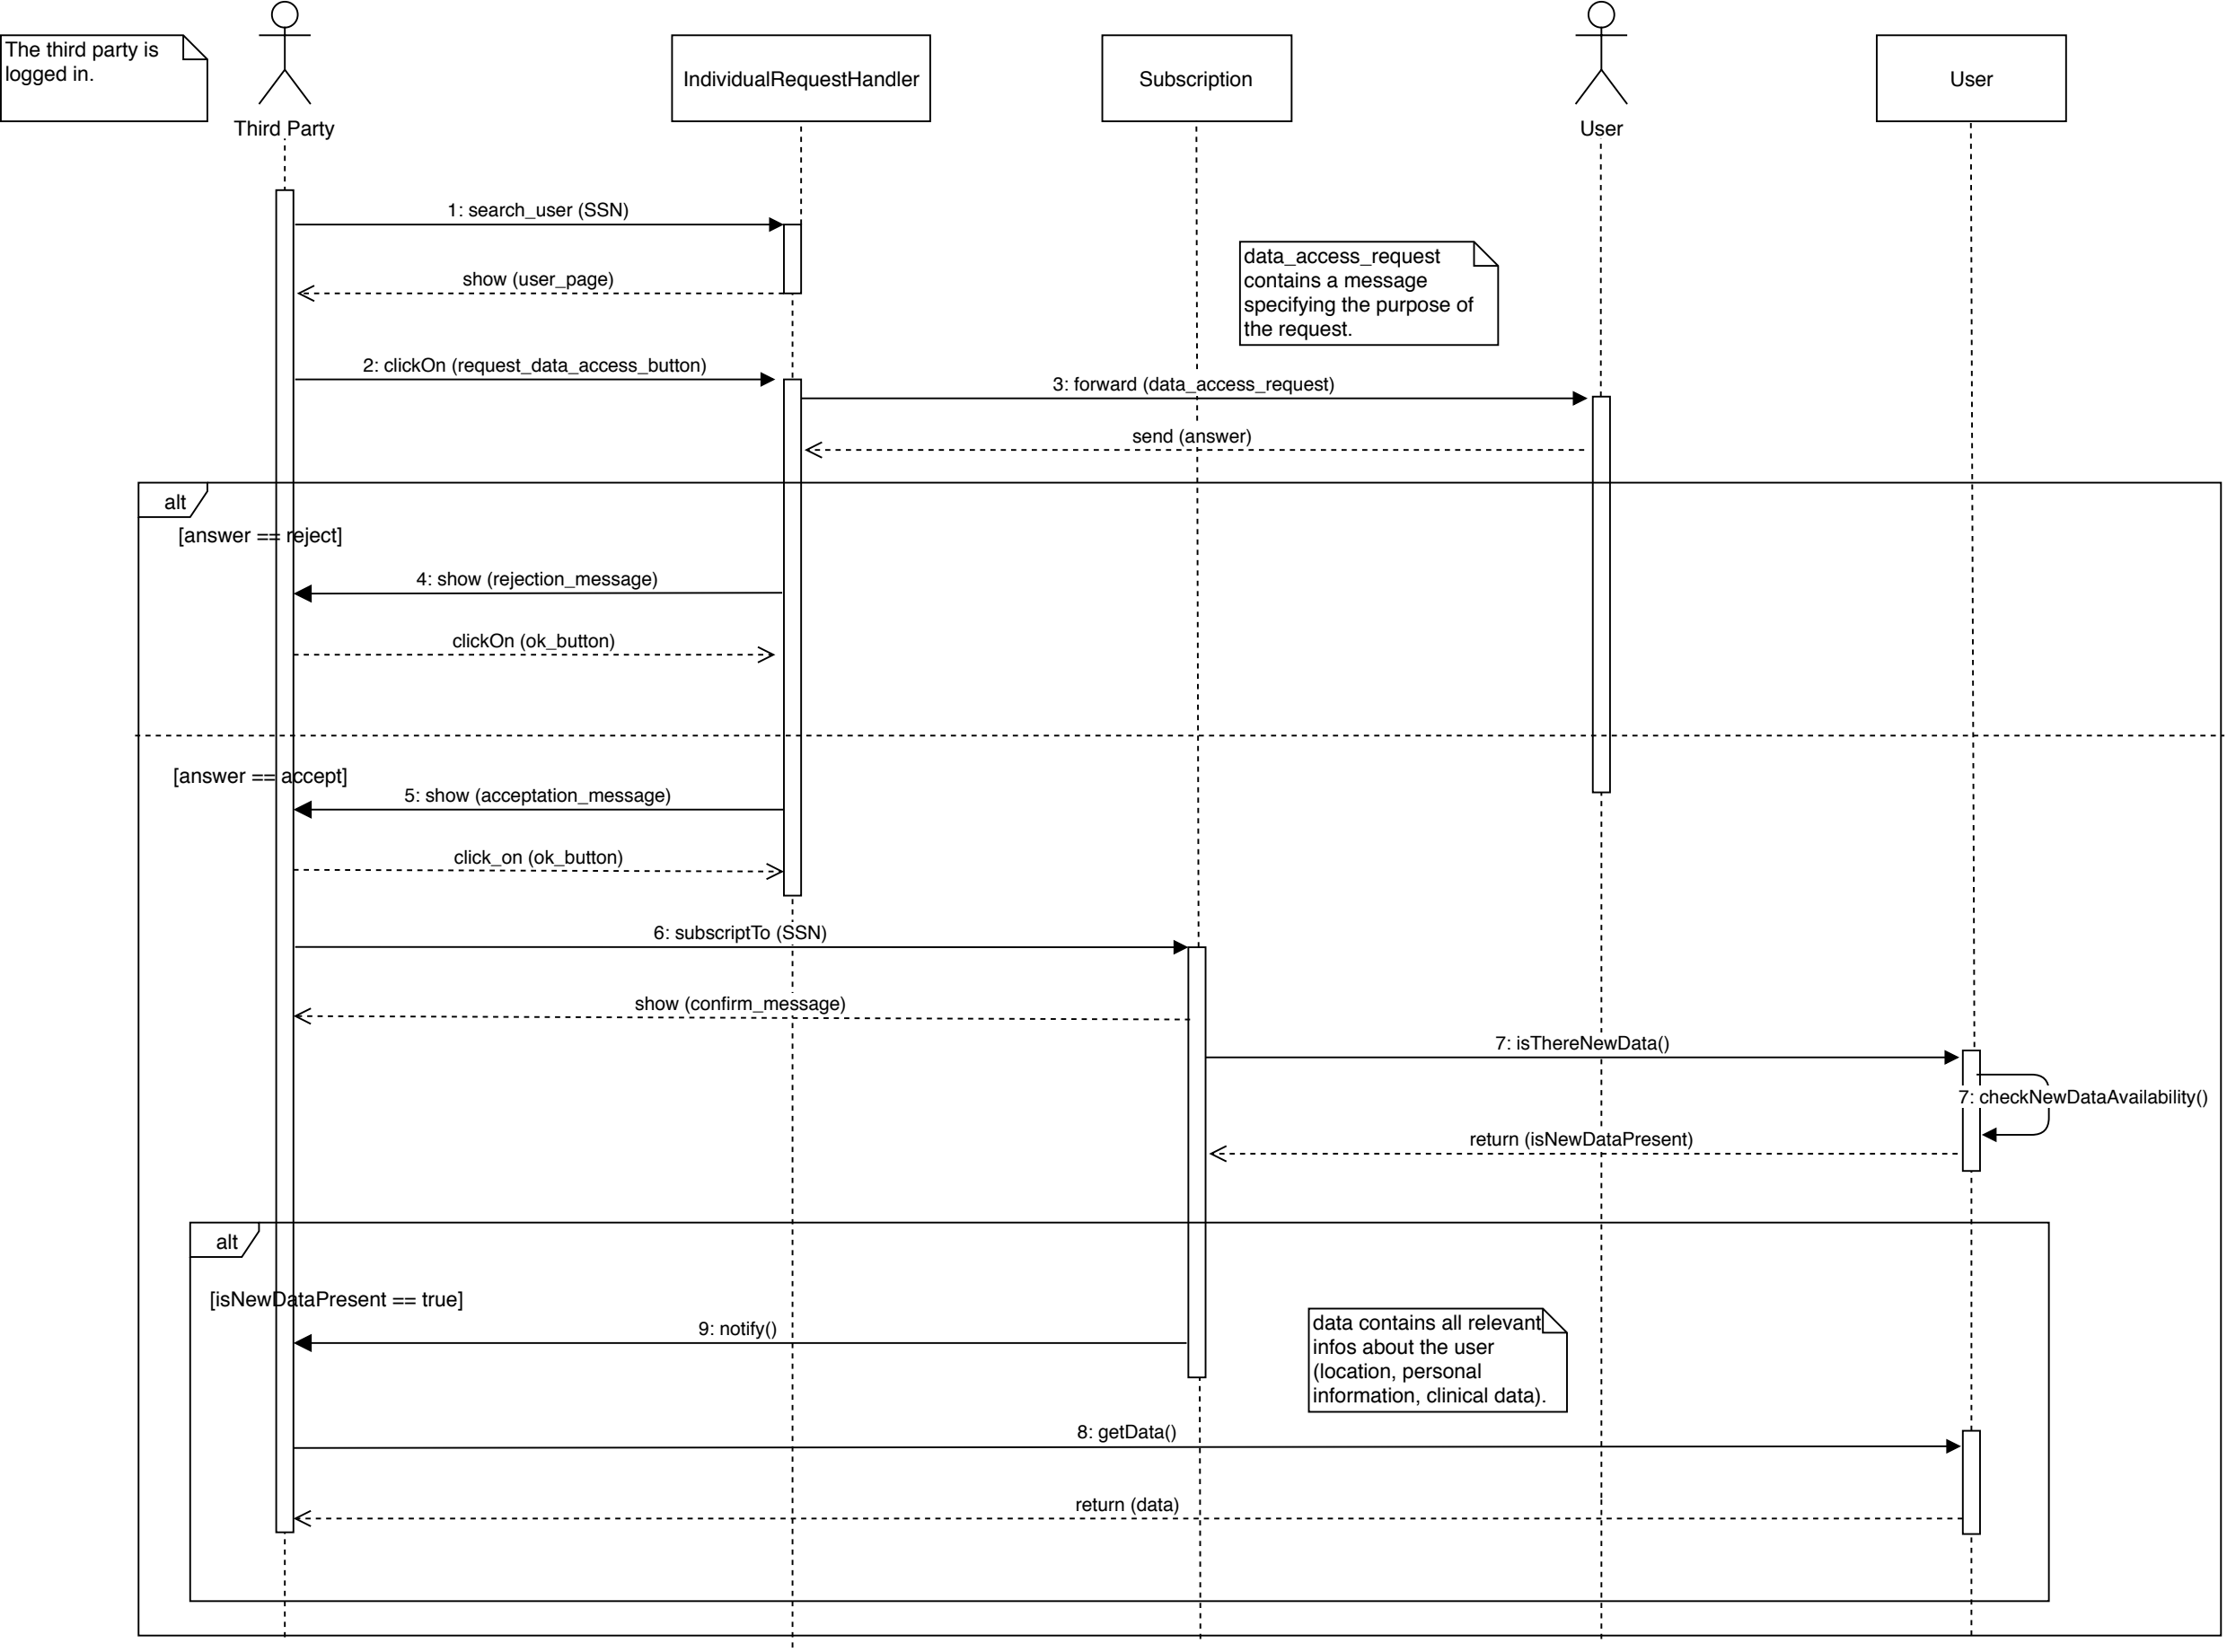 The third party is
logged in.
Third Party
IndividualRequestHandler
Subscription
User
User
1: search_user (SSN)
show (user_page)
data_access_request
contains a message
specifying the purpose of
the request.
2: clickOn (request_data_access_button)
3: forward (data_access_request)
send (answer)
alt
[answer == reject]
4: show (rejection_message)
clickOn (ok_button)
[answer == accept]
5: show (acceptation_message)
click_on (ok_button)
6: subscriptTo (SSN)
show (confirm_message)
7: isThereNewData()
7: checkNewDataAvailability()
return (isNewDataPresent)
alt
[isNewDataPresent == true]
9: notify()
data contains all relevant
infos about the user
(location, personal
information, clinical data).
8: getData()
return (data)